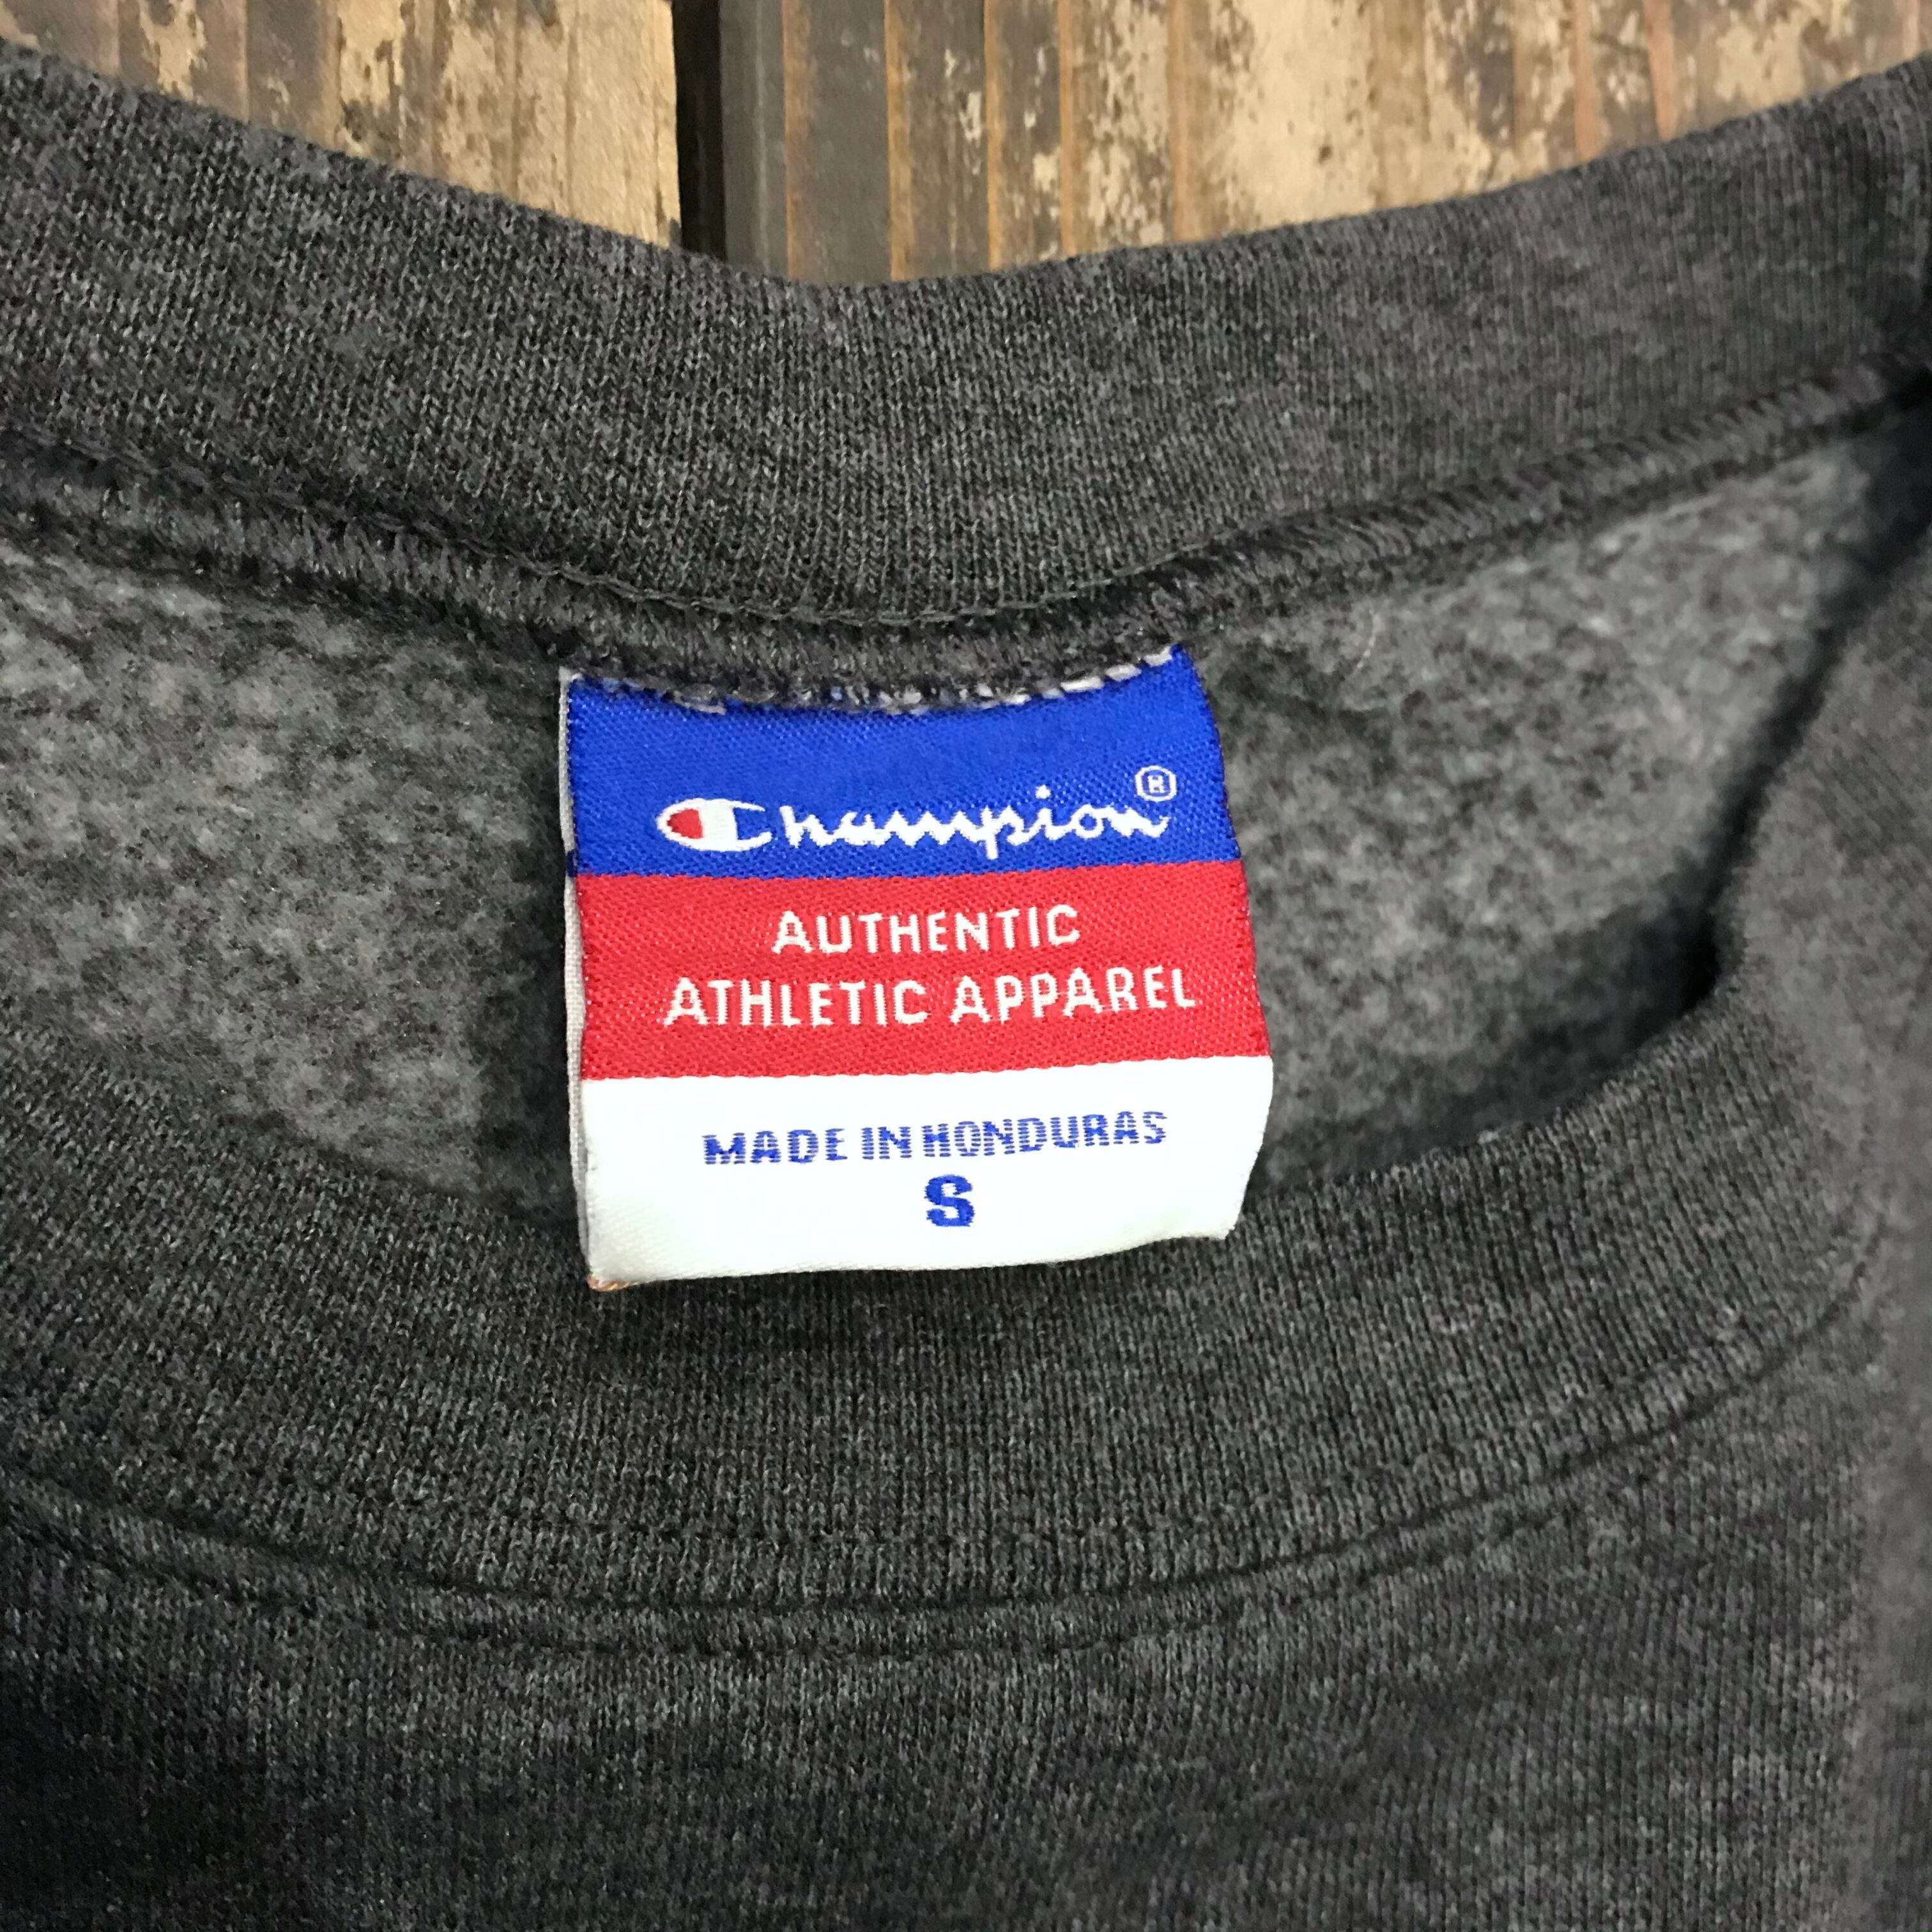 Champion®
AUTHENTIC
ATHLETIC APPAREL
MADE IN HONDURAS
S